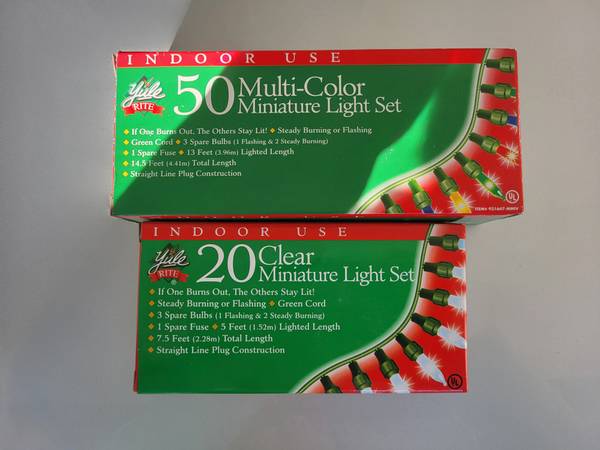 INDOOR USE
Yule
RITE
50 Multi-Color
Miniature Light Set
◆ If One Burns Out, The Others Stay Lit! ◆ Steady Burning or Flashing
◆ Green Cord ◆ 3 Spare Bulbs (1 Flashing & 2 Steady Burning)
◆ 1 Spare Fuse ◆ 13 Feet (3.96m) Lighted Length
◆ 14.5 Feet (4.41m) Total Length
◆ Straight Line Plug Construction
UL
INDOOR USE
Yule
RITE
20 Clear
Miniature Light Set
◆ If One Burns Out, The Others Stay Lit!
◆ Steady Burning or Flashing ◆ Green Cord
◆ 3 Spare Bulbs (1 Flashing & 2 Steady Burning)
◆ 1 Spare Fuse ◆ 5 Feet (1.52m) Lighted Length
◆ 7.5 Feet (2.28m) Total Length
◆ Straight Line Plug Construction
UL